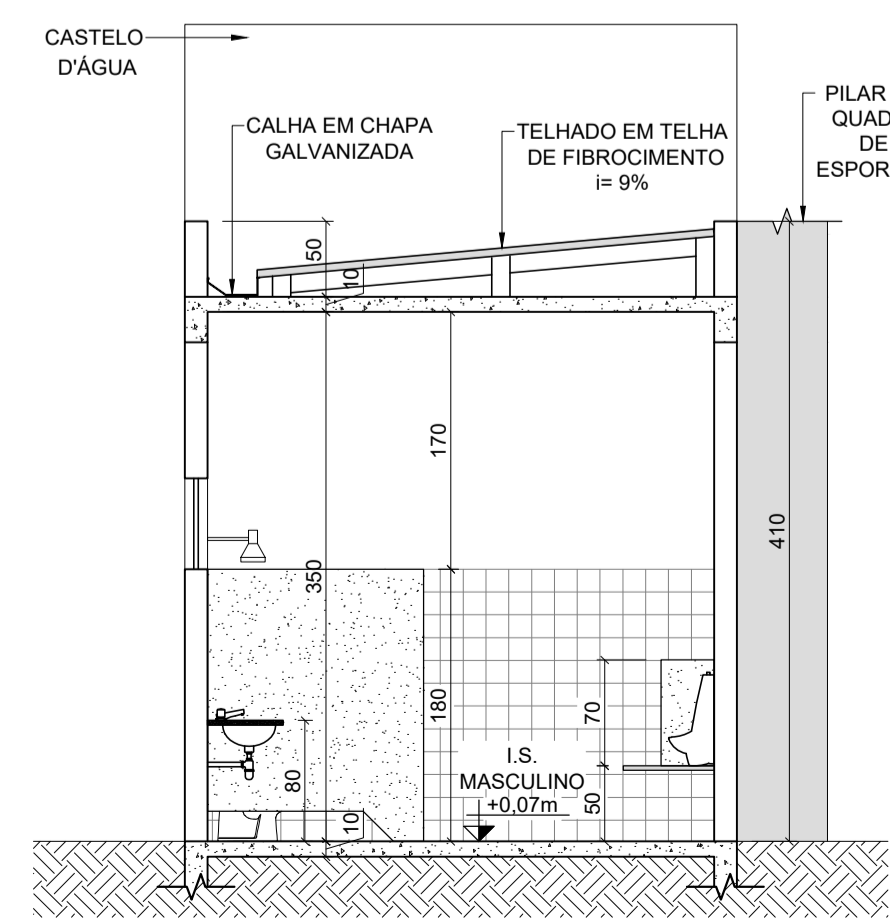 CASTELO
D'ÁGUA
CALHA EM CHAPA
GALVANIZADA
TELHADO EM TELHA
DE FIBROCIMENTO
i= 9%
PILAR
QUAD
DE
ESPOR
50
10
170
410
350
180
70
80
50
10
I.S.
MASCULINO
+0,07m